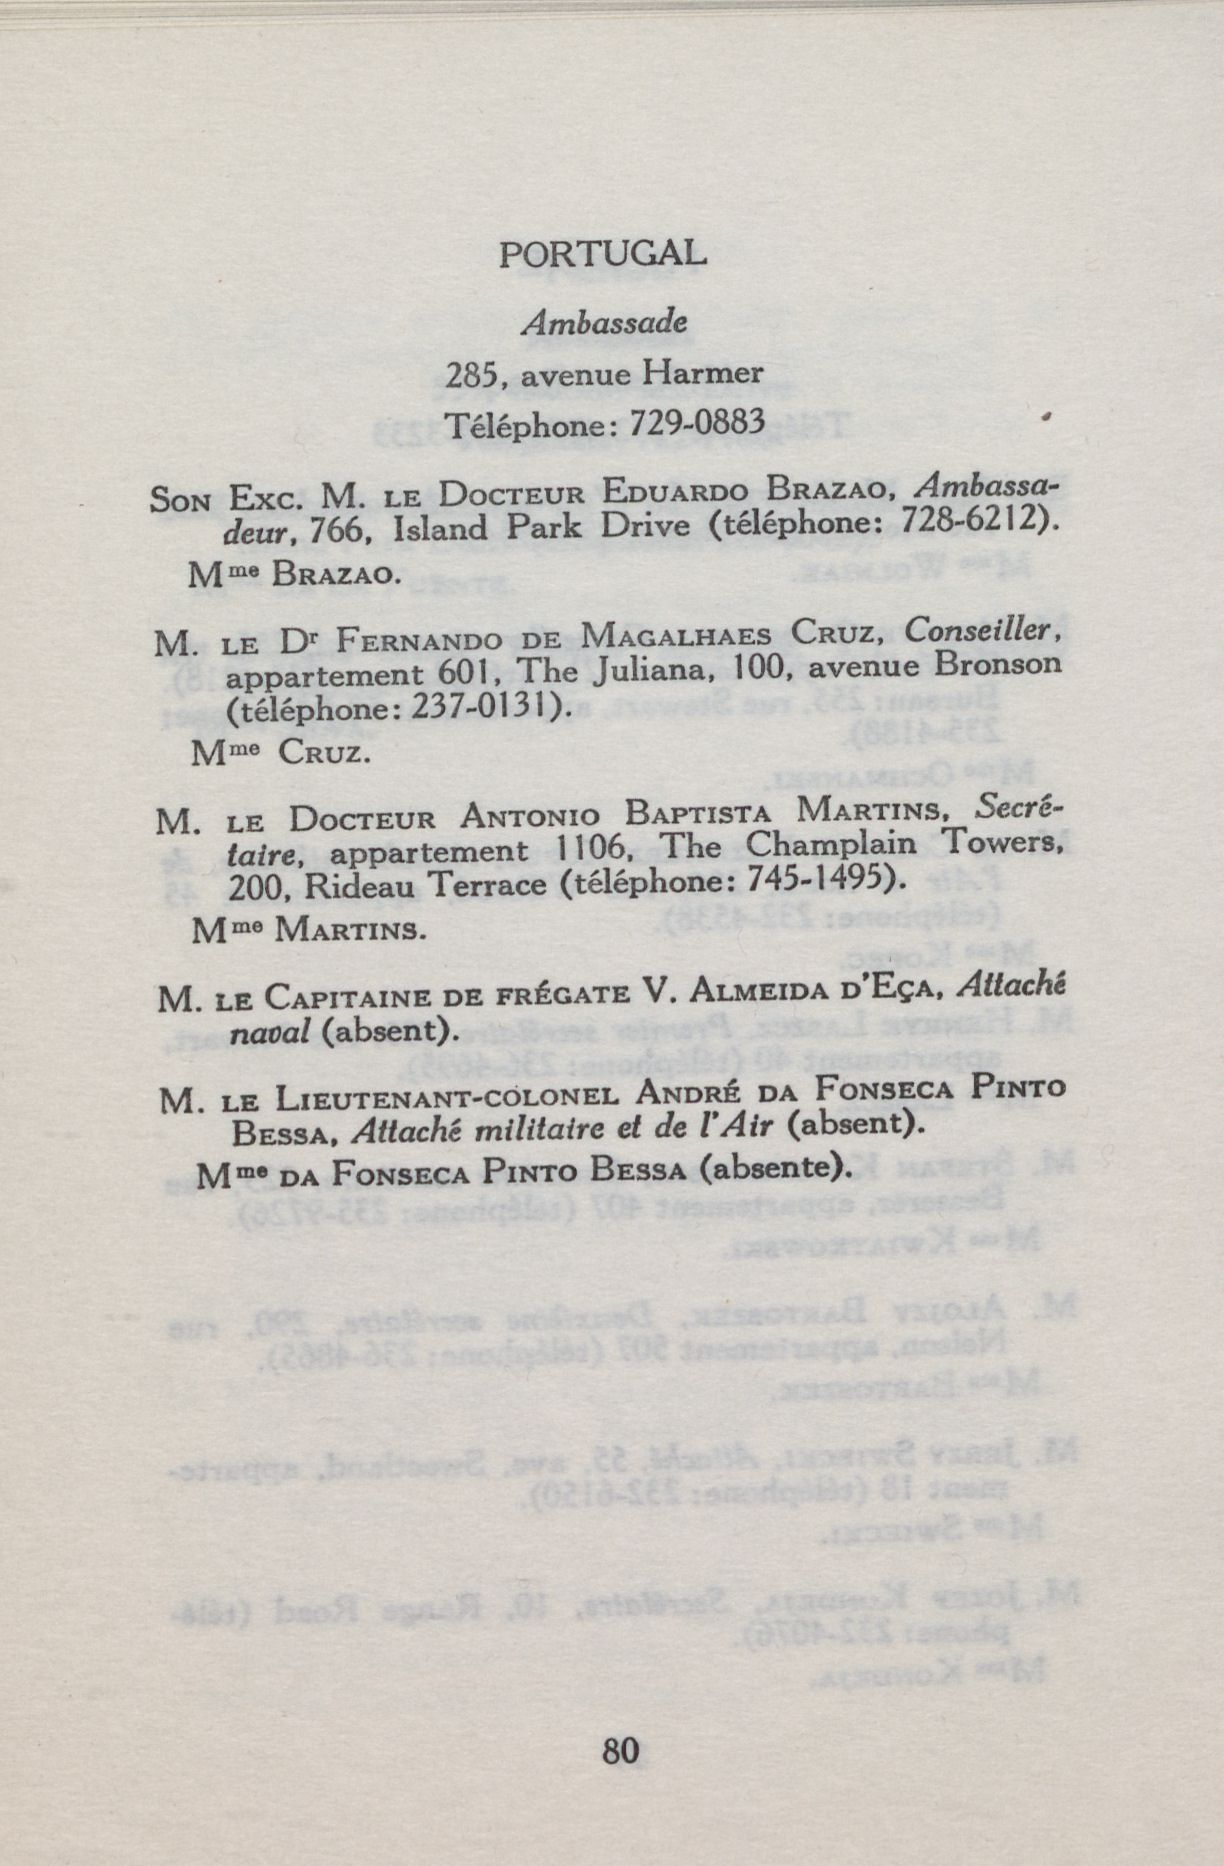 PORTUGAL
Ambassade
285, avenue Harmer
Téléphone: 729-0883
SON EXC. M. LE DOCTEUR EDUARDO BRAZAO, Ambassa-
deur, 766, Island Park Drive (téléphone: 728-6212).
Mme BRAZAO.
M. LE Dr FERNANDO DE MAGALHAES CRUZ, Conseiller,
appartement 601, The Juliana, 100, avenue Bronson
(téléphone: 237-0131).
Mme CRUZ.
M. LE DOCTEUR ANTONIO BAPTISTA MARTINS, Secré-
taire, appartement 1106, The Champlain Towers,
200, Rideau Terrace (téléphone: 745-1495).
Mme MARTINS.
M. LE CAPITAINE DE FRÉGATE V. ALMEIDA D'EÇA, Attaché
naval (absent).
M. LE LIEUTENANT-COLONEL ANDRÉ DA FONSECA PINTO
BESSA, Attaché militaire et de l'Air (absent).
Mme DA FONSECA PINTO BESSA (absente).
80